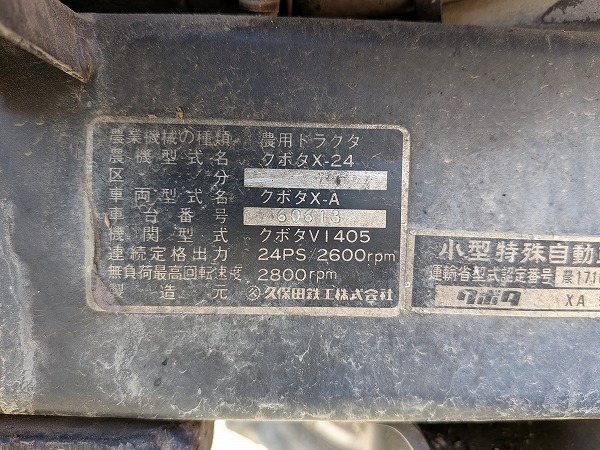 農業機械の種類 農用トラクタ
農機型式名 クボタX-24
区分
車両型式名 クボタX-A
車台番号 60613
機関型式 クボタV1405
連続定格出力 24PS/2600rpm
無負荷最高回転速度 2800rpm
製造元 久保田鉄工株式会社
小型特殊自動
運輸省型式認定番号 農171
クボタ XA